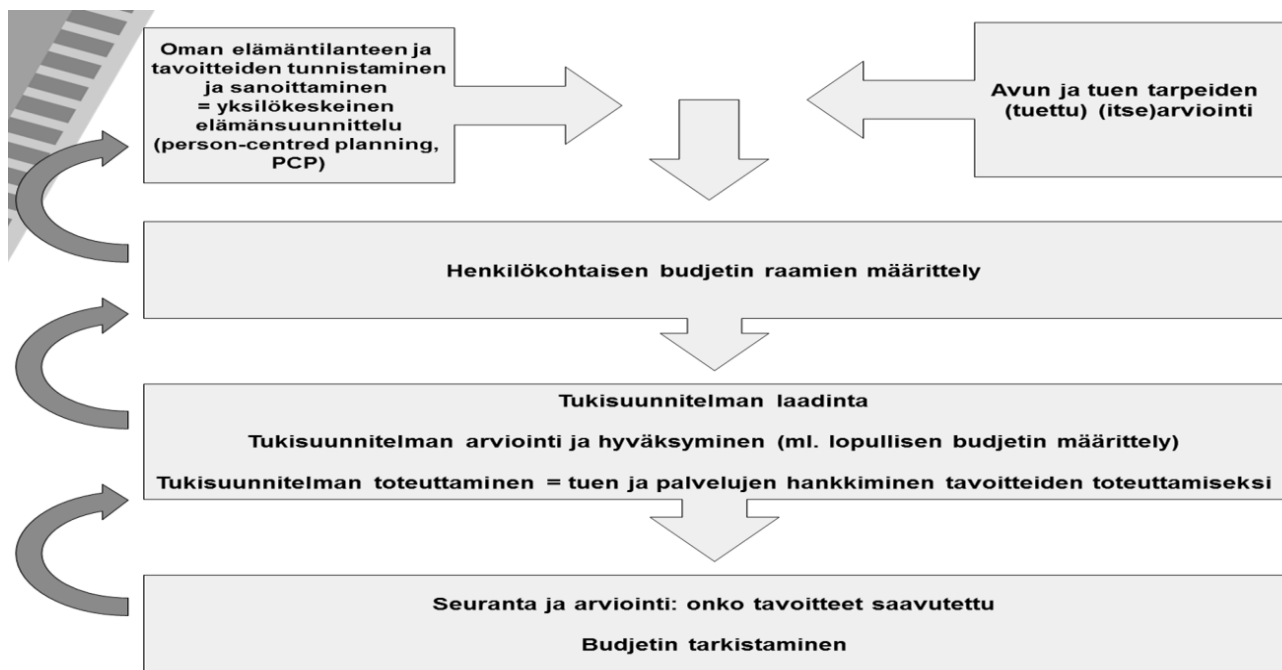 Oman elämäntilanteen ja
tavoitteiden tunnistaminen
ja sanoittaminen
= yksilökeskeinen
elämänsuunnittelu
(person-centred planning,
PCP)
Avun ja tuen tarpeiden
(tuettu) (itse)arviointi
Henkilökohtaisen budjetin raamien määrittely
Tukisuunnitelman laadinta
Tukisuunnitelman arviointi ja hyväksyminen (ml. lopullisen budjetin määrittely)
Tukisuunnitelman toteuttaminen = tuen ja palvelujen hankkiminen tavoitteiden toteuttamiseksi
Seuranta ja arviointi: onko tavoitteet saavutettu
Budjetin tarkistaminen